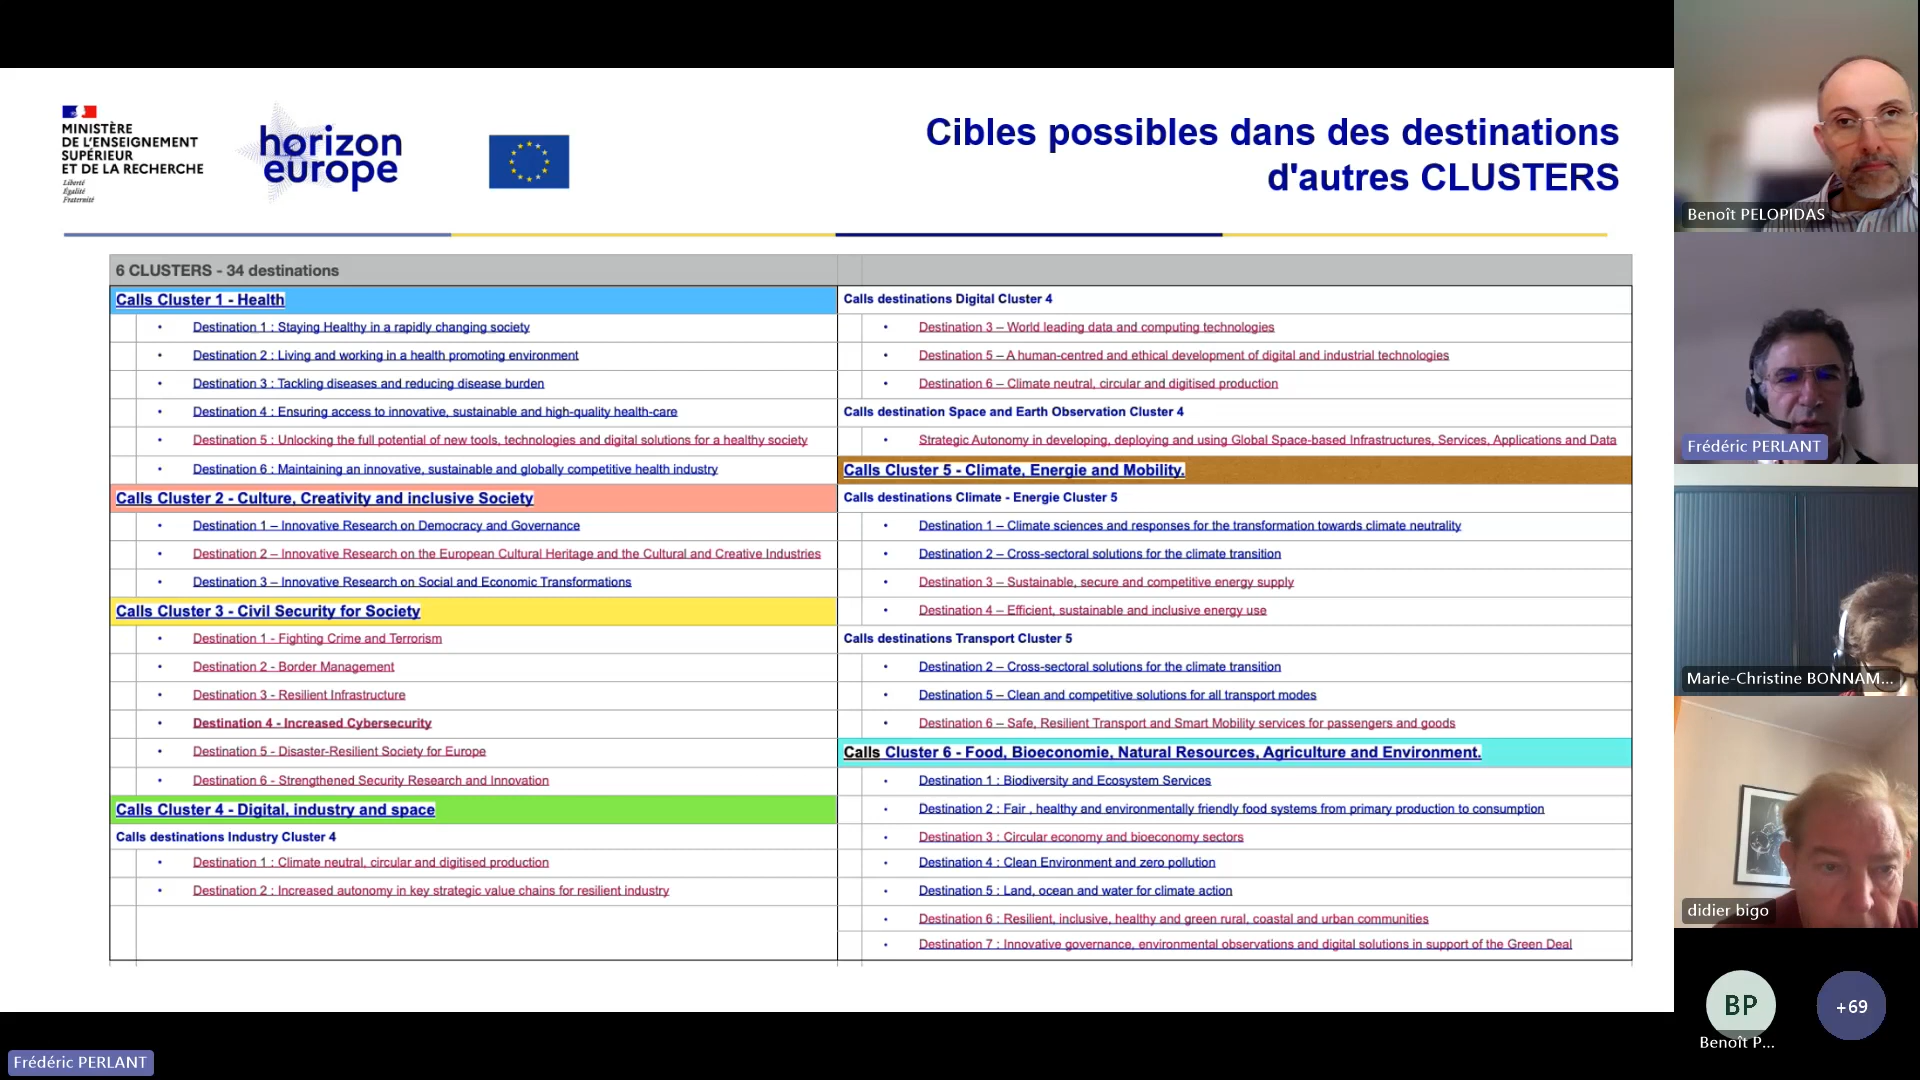 MINISTÈRE
DE L'ENSEIGNEMENT
SUPÉRIEUR
ET DE LA RECHERCHE
Liberté
Égalité
Fraternité
horizon
europe
Cibles possibles dans des destinations
d'autres CLUSTERS
6 CLUSTERS - 34 destinations
Calls Cluster 1 - Health
• Destination 1 : Staying Healthy in a rapidly changing society
• Destination 2 : Living and working in a health promoting environment
• Destination 3 : Tackling diseases and reducing disease burden
• Destination 4 : Ensuring access to innovative, sustainable and high-quality health-care
• Destination 5 : Unlocking the full potential of new tools, technologies and digital solutions for a healthy society
• Destination 6 : Maintaining an innovative, sustainable and globally competitive health industry
Calls Cluster 2 - Culture, Creativity and inclusive Society
• Destination 1 – Innovative Research on Democracy and Governance
• Destination 2 – Innovative Research on the European Cultural Heritage and the Cultural and Creative Industries
• Destination 3 – Innovative Research on Social and Economic Transformations
Calls Cluster 3 - Civil Security for Society
• Destination 1 - Fighting Crime and Terrorism
• Destination 2 - Border Management
• Destination 3 - Resilient Infrastructure
• Destination 4 - Increased Cybersecurity
• Destination 5 - Disaster-Resilient Society for Europe
• Destination 6 - Strengthened Security Research and Innovation
Calls Cluster 4 - Digital, industry and space
Calls destinations Industry Cluster 4
• Destination 1 : Climate neutral, circular and digitised production
• Destination 2 : Increased autonomy in key strategic value chains for resilient industry
Calls destinations Digital Cluster 4
• Destination 3 – World leading data and computing technologies
• Destination 5 – A human-centred and ethical development of digital and industrial technologies
• Destination 6 – Climate neutral, circular and digitised production
Calls destination Space and Earth Observation Cluster 4
• Strategic Autonomy in developing, deploying and using Global Space-based Infrastructures, Services, Applications and Data
Calls Cluster 5 - Climate, Energie and Mobility.
Calls destinations Climate - Energie Cluster 5
• Destination 1 – Climate sciences and responses for the transformation towards climate neutrality
• Destination 2 – Cross-sectoral solutions for the climate transition
• Destination 3 – Sustainable, secure and competitive energy supply
• Destination 4 – Efficient, sustainable and inclusive energy use
Calls destinations Transport Cluster 5
• Destination 2 – Cross-sectoral solutions for the climate transition
• Destination 5 – Clean and competitive solutions for all transport modes
• Destination 6 – Safe, Resilient Transport and Smart Mobility services for passengers and goods
Calls Cluster 6 - Food, Bioeconomie, Natural Resources, Agriculture and Environment.
• Destination 1 : Biodiversity and Ecosystem Services
• Destination 2 : Fair , healthy and environmentally friendly food systems from primary production to consumption
• Destination 3 : Circular economy and bioeconomy sectors
• Destination 4 : Clean Environment and zero pollution
• Destination 5 : Land, ocean and water for climate action
• Destination 6 : Resilient, inclusive, healthy and green rural, coastal and urban communities
• Destination 7 : Innovative governance, environmental observations and digital solutions in support of the Green Deal
Benoît PELOPIDAS
Frédéric PERLANT
Marie-Christine BONNAM...
didier bigo
BP
Benoît P...
+69
Frédéric PERLANT